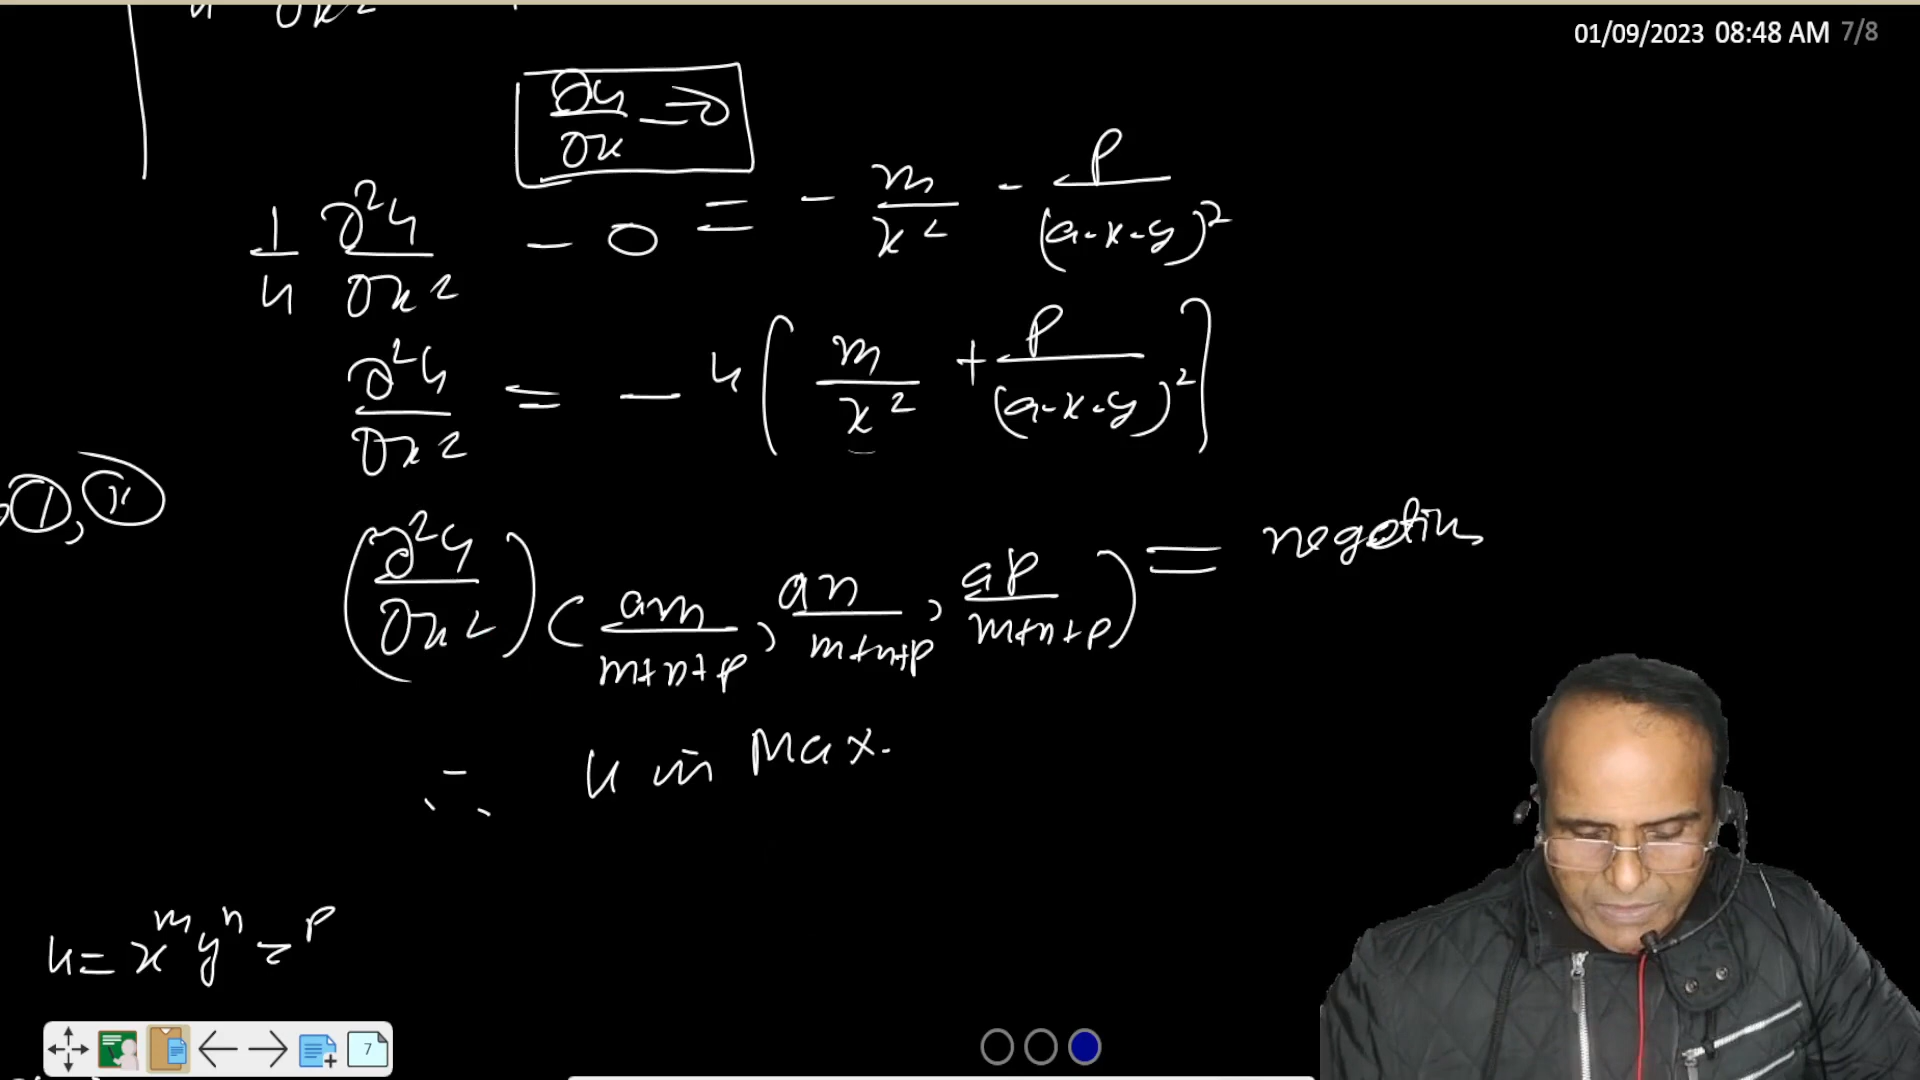 01/09/2023 08:48 AM 7/8
∂u/∂x = 0
1/u ∂²u/∂x² - 0 = - m/x² - p/(a-x-y)²
∂²u/∂x² = - u [ m/x² + p/(a-x-y)² ]
①, ②
(∂²u/∂x²) ( am/m+n+p , an/m+n+p , ap/m+n+p ) = negative
∴ u is Max.
u = x^m y^n z^p
7